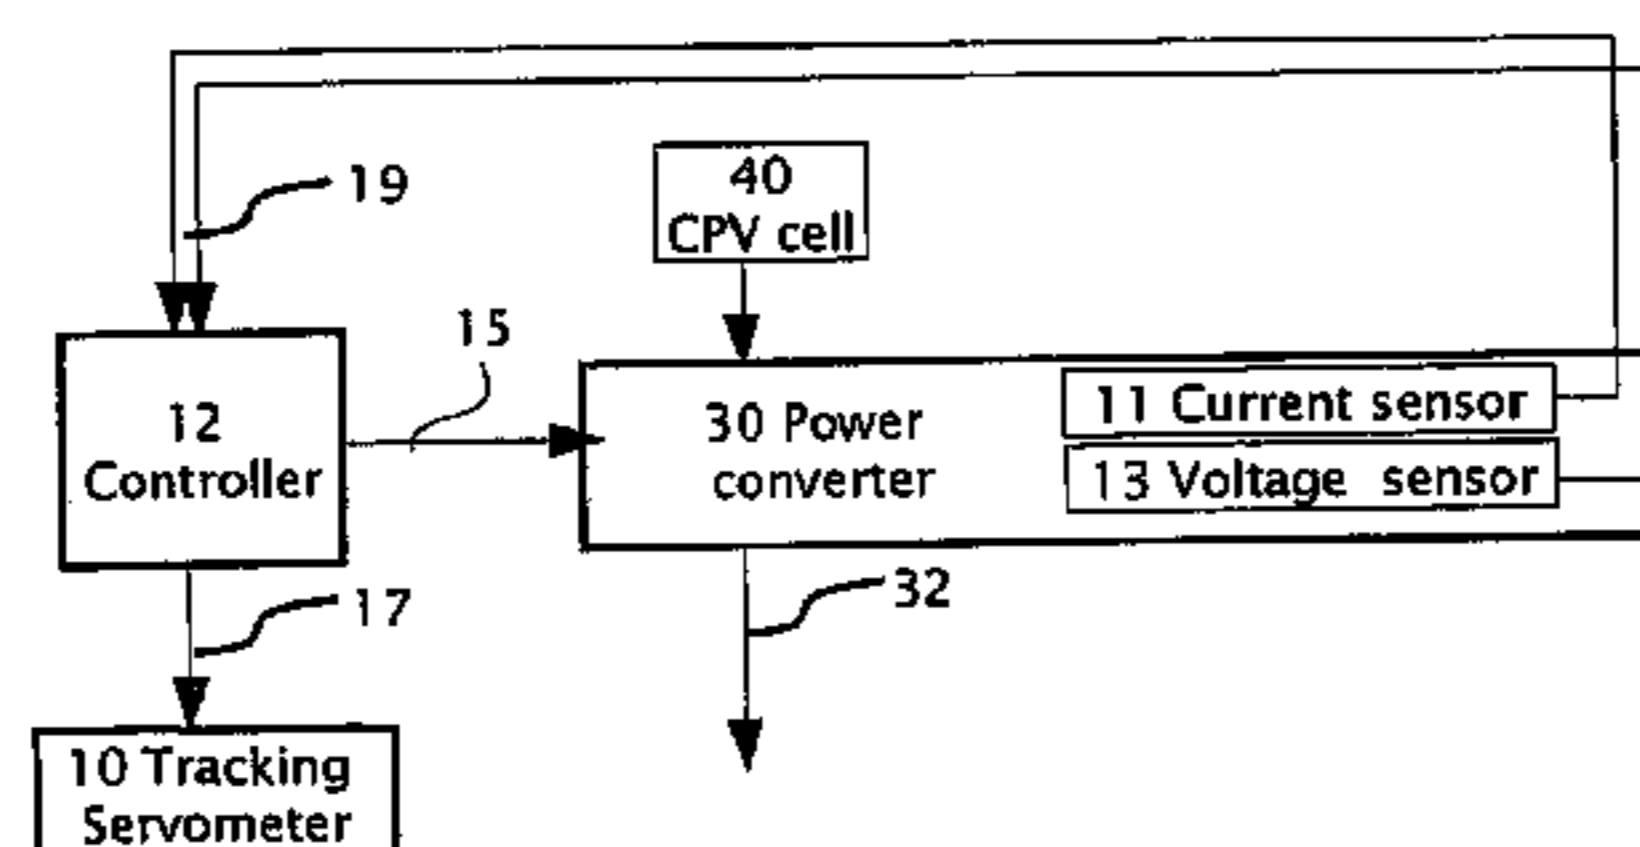 19
40
CPV cell
15
12
Controller
30 Power
converter
11 Current sensor
13 Voltage sensor
17
32
10 Tracking
Servometer